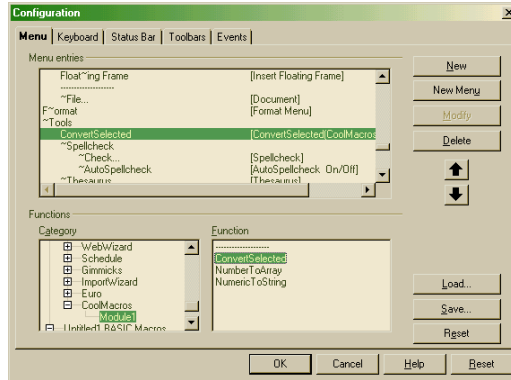 Configuration
Menu Keyboard Status Bar Toolbars Events
Menu entries
Float~ing Frame [Insert Floating Frame]
--------------------
~File... [Document]
F~ormat [Format Menu]
~Tools
ConvertSelected [ConvertSelected(CoolMacros
~Spellcheck
~Check... [Spellcheck]
~AutoSpellcheck [AutoSpellcheck On/Off]
~Thesaurus [Thesaurus]
New
New Menu
Modify
Delete
Functions
Category
WebWizard
Schedule
Gimmicks
ImportWizard
Euro
CoolMacros
Module1
Untitled1 BASIC Macros
Function
--------------------
ConvertSelected
NumberToArray
NumericToString
Load...
Save...
Reset
OK Cancel Help Reset